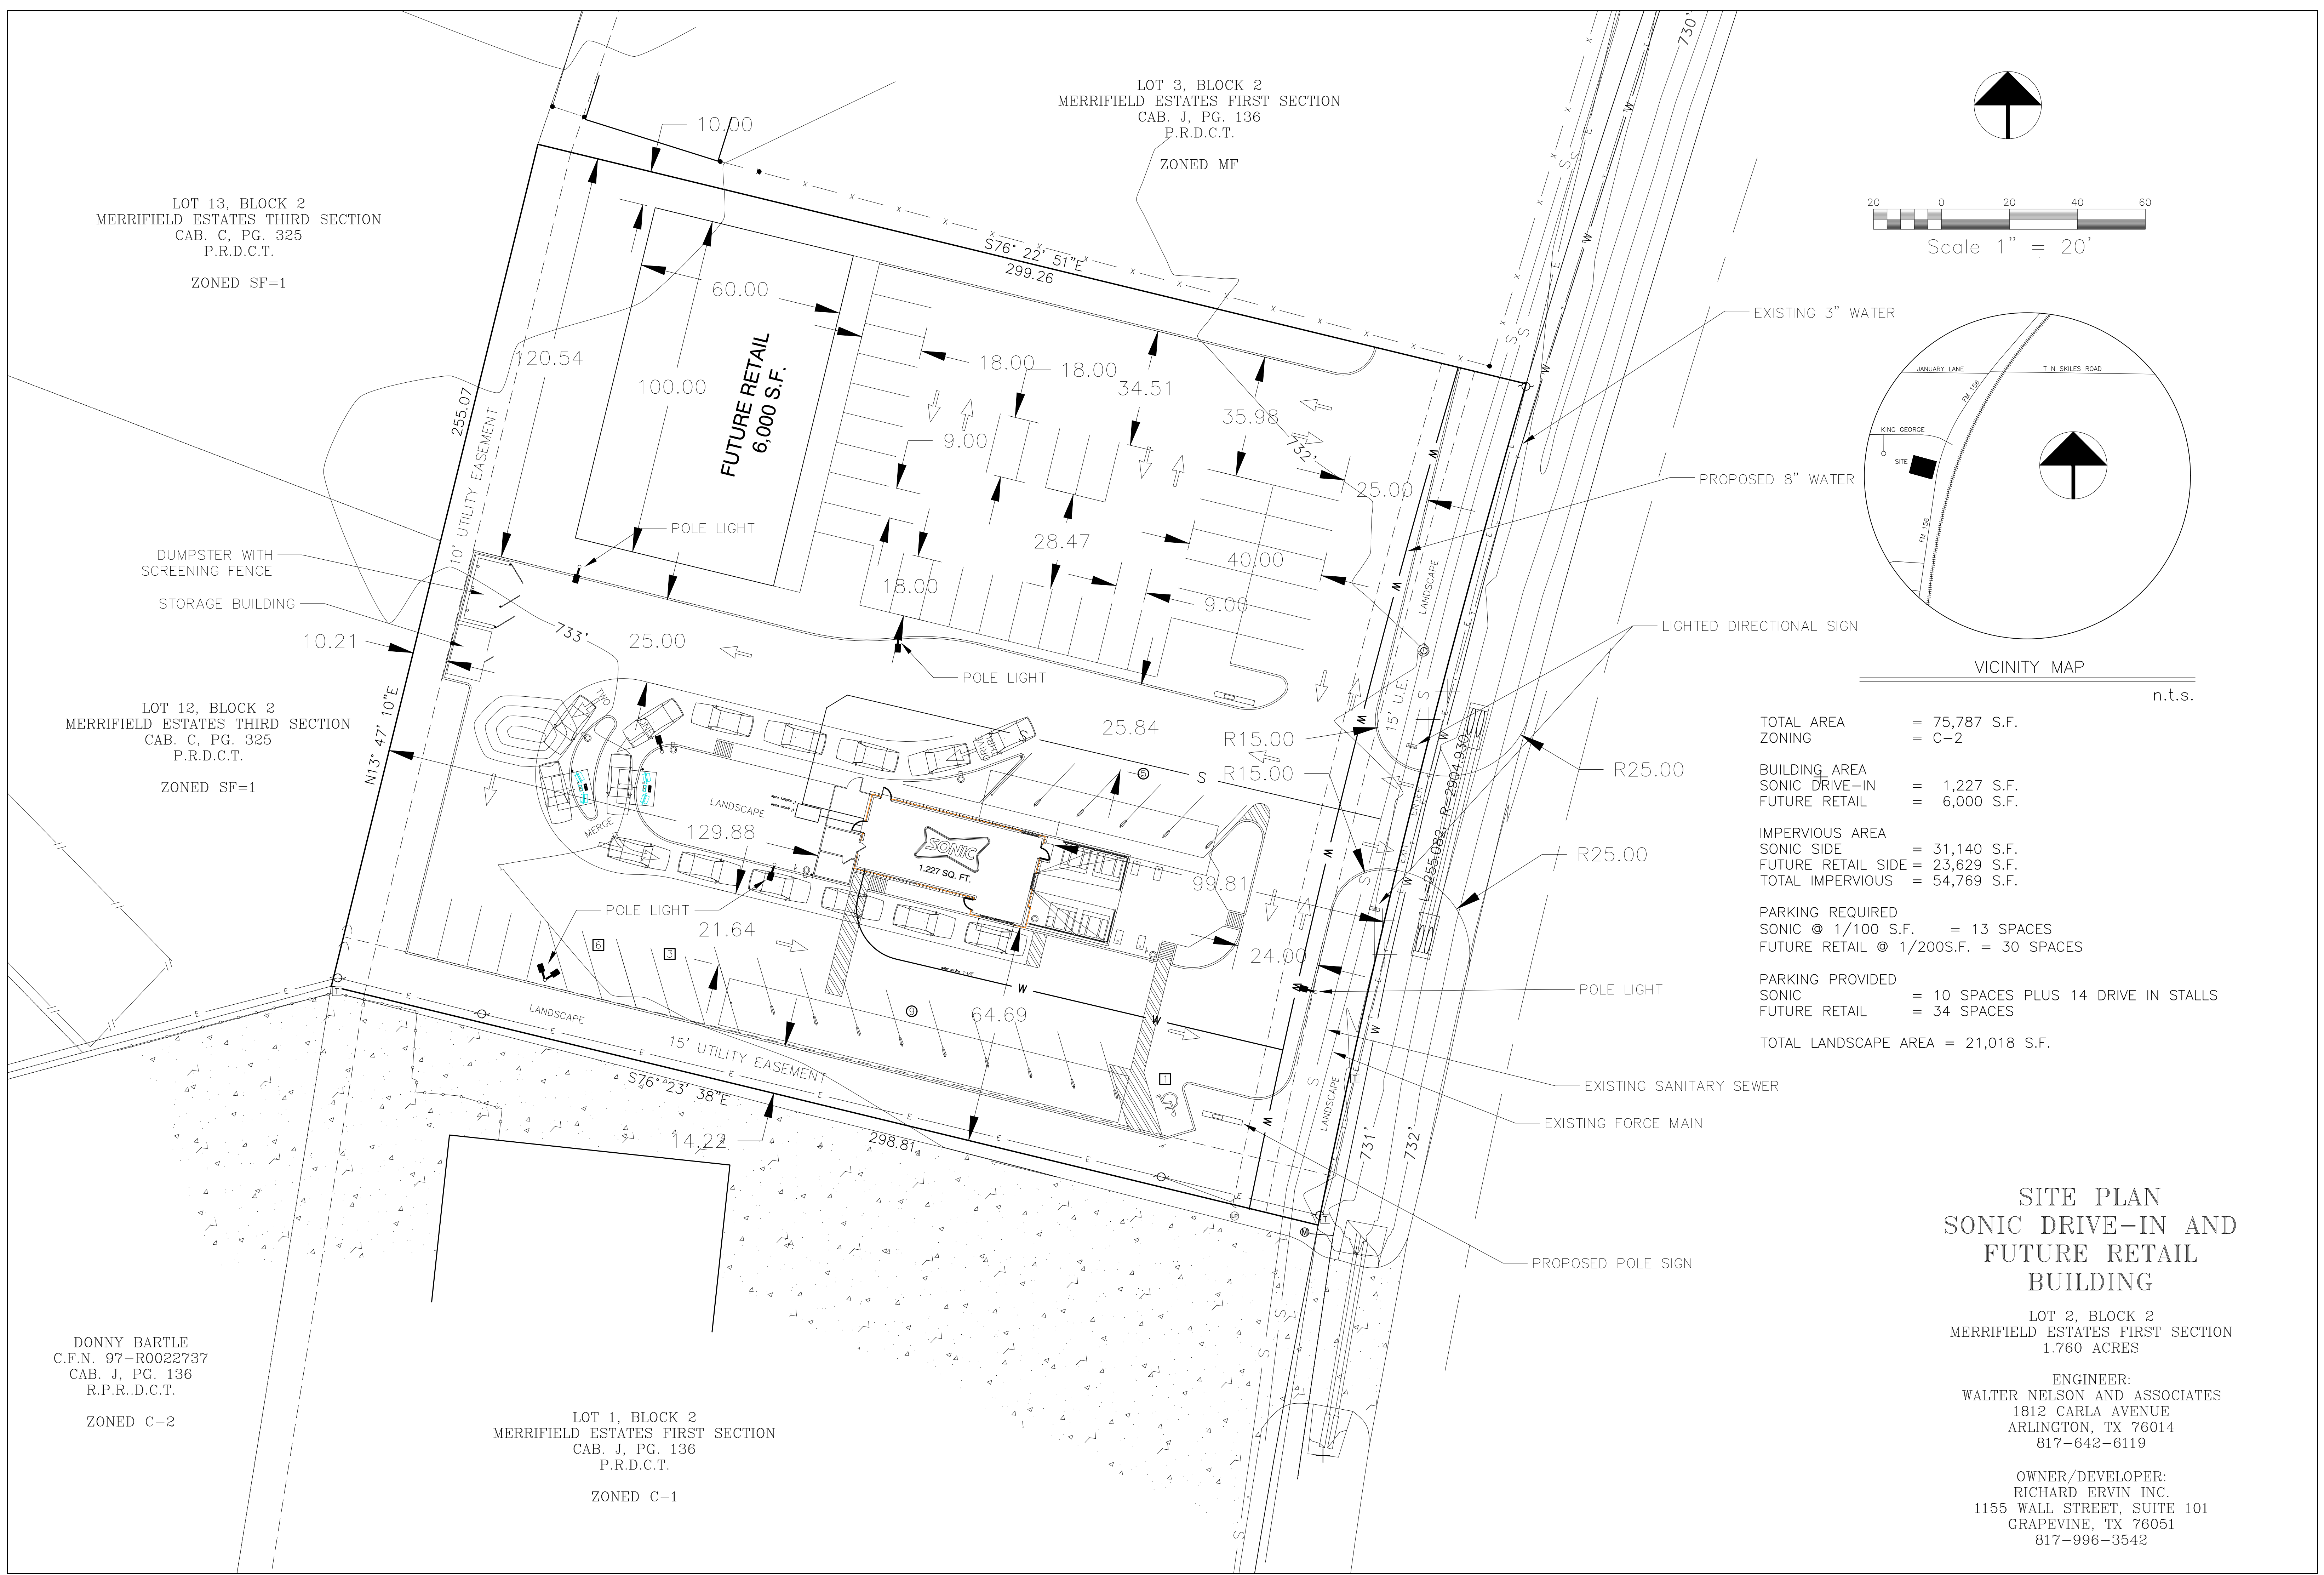 LOT 3, BLOCK 2
MERRIFIELD ESTATES FIRST SECTION
CAB. J, PG. 136
P.R.D.C.T.
ZONED MF
730'
10.00
LOT 13, BLOCK 2
MERRIFIELD ESTATES THIRD SECTION
CAB. C, PG. 325
P.R.D.C.T.
ZONED SF=1
S76° 22' 51"E
299.26
20 0 20 40 60
Scale 1" = 20'
EXISTING 3" WATER
PROPOSED 8" WATER
JANUARY LANE
T N SKILES ROAD
FM 156
KING GEORGE
SITE
FM 156
VICINITY MAP
n.t.s.
120.54
255.07
10' UTILITY EASEMENT
60.00
100.00
FUTURE RETAIL
6,000 S.F.
18.00
18.00
34.51
35.98
732'
9.00
25.00
28.47
40.00
18.00
9.00
POLE LIGHT
DUMPSTER WITH
SCREENING FENCE
STORAGE BUILDING
10.21
733'
25.00
POLE LIGHT
LANDSCAPE
15' U.E.
LIGHTED DIRECTIONAL SIGN
LOT 12, BLOCK 2
MERRIFIELD ESTATES THIRD SECTION
CAB. C, PG. 325
P.R.D.C.T.
ZONED SF=1
N13° 47' 10"E
TWO
ONE
DRIVE
THRU
25.84
R15.00
R15.00
R25.00
R25.00
L=255.082, R=2904.930
ENTER
EXIT
5
LANDSCAPE
MERGE
129.88
SONIC
1,227 SQ. FT.
99.81
24.00
POLE LIGHT
21.64
6
3
9
1
64.69
POLE LIGHT
LANDSCAPE
15' UTILITY EASEMENT
S76° 23' 38"E
298.81
14.22
EXISTING SANITARY SEWER
EXISTING FORCE MAIN
LANDSCAPE
731'
732'
PROPOSED POLE SIGN
TOTAL AREA = 75,787 S.F.
ZONING = C-2
BUILDING AREA
SONIC DRIVE-IN = 1,227 S.F.
FUTURE RETAIL = 6,000 S.F.
IMPERVIOUS AREA
SONIC SIDE = 31,140 S.F.
FUTURE RETAIL SIDE = 23,629 S.F.
TOTAL IMPERVIOUS = 54,769 S.F.
PARKING REQUIRED
SONIC @ 1/100 S.F. = 13 SPACES
FUTURE RETAIL @ 1/200S.F. = 30 SPACES
PARKING PROVIDED
SONIC = 10 SPACES PLUS 14 DRIVE IN STALLS
FUTURE RETAIL = 34 SPACES
TOTAL LANDSCAPE AREA = 21,018 S.F.
DONNY BARTLE
C.F.N. 97-R0022737
CAB. J, PG. 136
R.P.R..D.C.T.
ZONED C-2
LOT 1, BLOCK 2
MERRIFIELD ESTATES FIRST SECTION
CAB. J, PG. 136
P.R.D.C.T.
ZONED C-1
SITE PLAN
SONIC DRIVE-IN AND
FUTURE RETAIL
BUILDING
LOT 2, BLOCK 2
MERRIFIELD ESTATES FIRST SECTION
1.760 ACRES
ENGINEER:
WALTER NELSON AND ASSOCIATES
1812 CARLA AVENUE
ARLINGTON, TX 76014
817-642-6119
OWNER/DEVELOPER:
RICHARD ERVIN INC.
1155 WALL STREET, SUITE 101
GRAPEVINE, TX 76051
817-996-3542